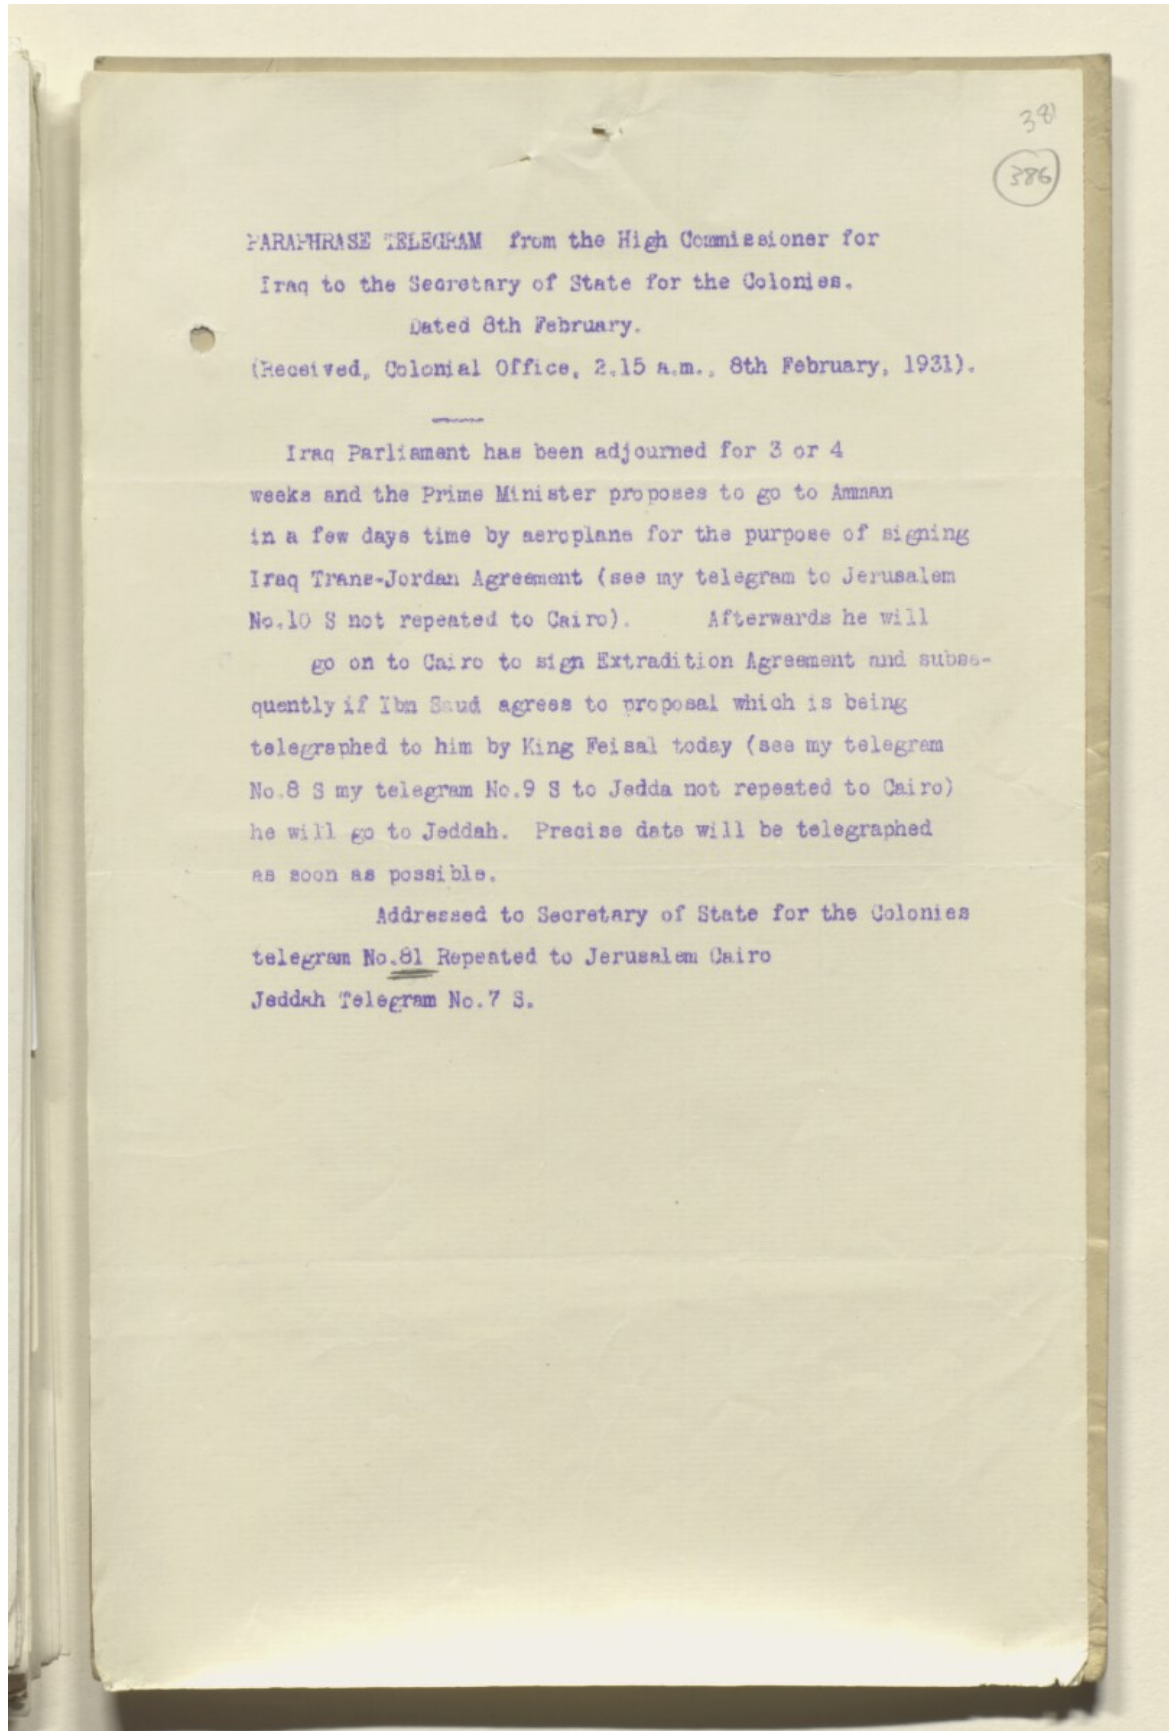 386
PARAPHRASE TELEGRAM from the High Commissioner for
Iraq to the Secretary of State for the Colonies.
Dated 8th February.
(Received, Colonial Office, 2.15 a.m., 8th February, 1931).
Iraq Parliament has been adjourned for 3 or 4
weeks and the Prime Minister proposes to go to Amman
in a few days time by aeroplane for the purpose of signing
Iraq Trans-Jordan Agreement (see my telegram to Jerusalem
No.10 S not repeated to Cairo). Afterwards he will
go on to Cairo to sign Extradition Agreement and subse-
quently if Ibn Saud agrees to proposal which is being
telegraphed to him by King Feisal today (see my telegram
No.8 S my telegram No.9 S to Jedda not repeated to Cairo)
he will go to Jeddah. Precise date will be telegraphed
as soon as possible.
Addressed to Secretary of State for the Colonies
telegram No.81 Repeated to Jerusalem Cairo
Jeddah Telegram No.7 S.